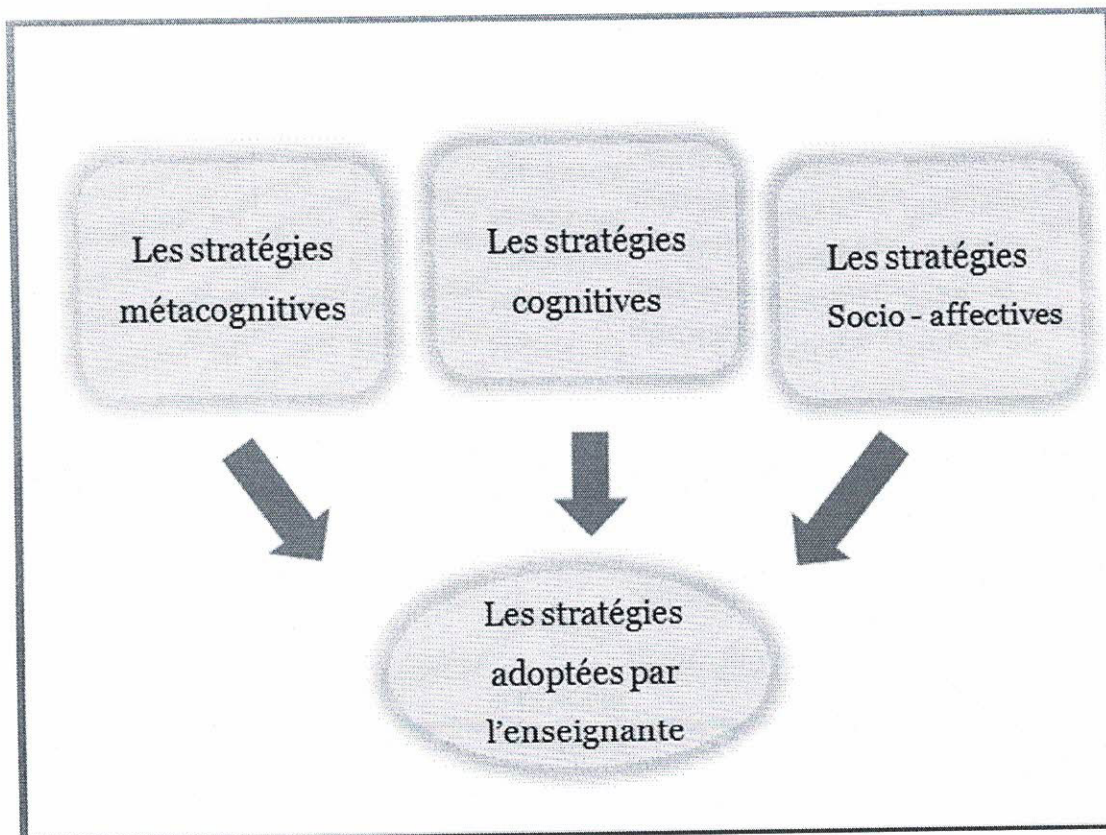 Les stratégies
métacognitives
Les stratégies
cognitives
Les stratégies
Socio - affectives
Les stratégies
adoptées par
l'enseignante